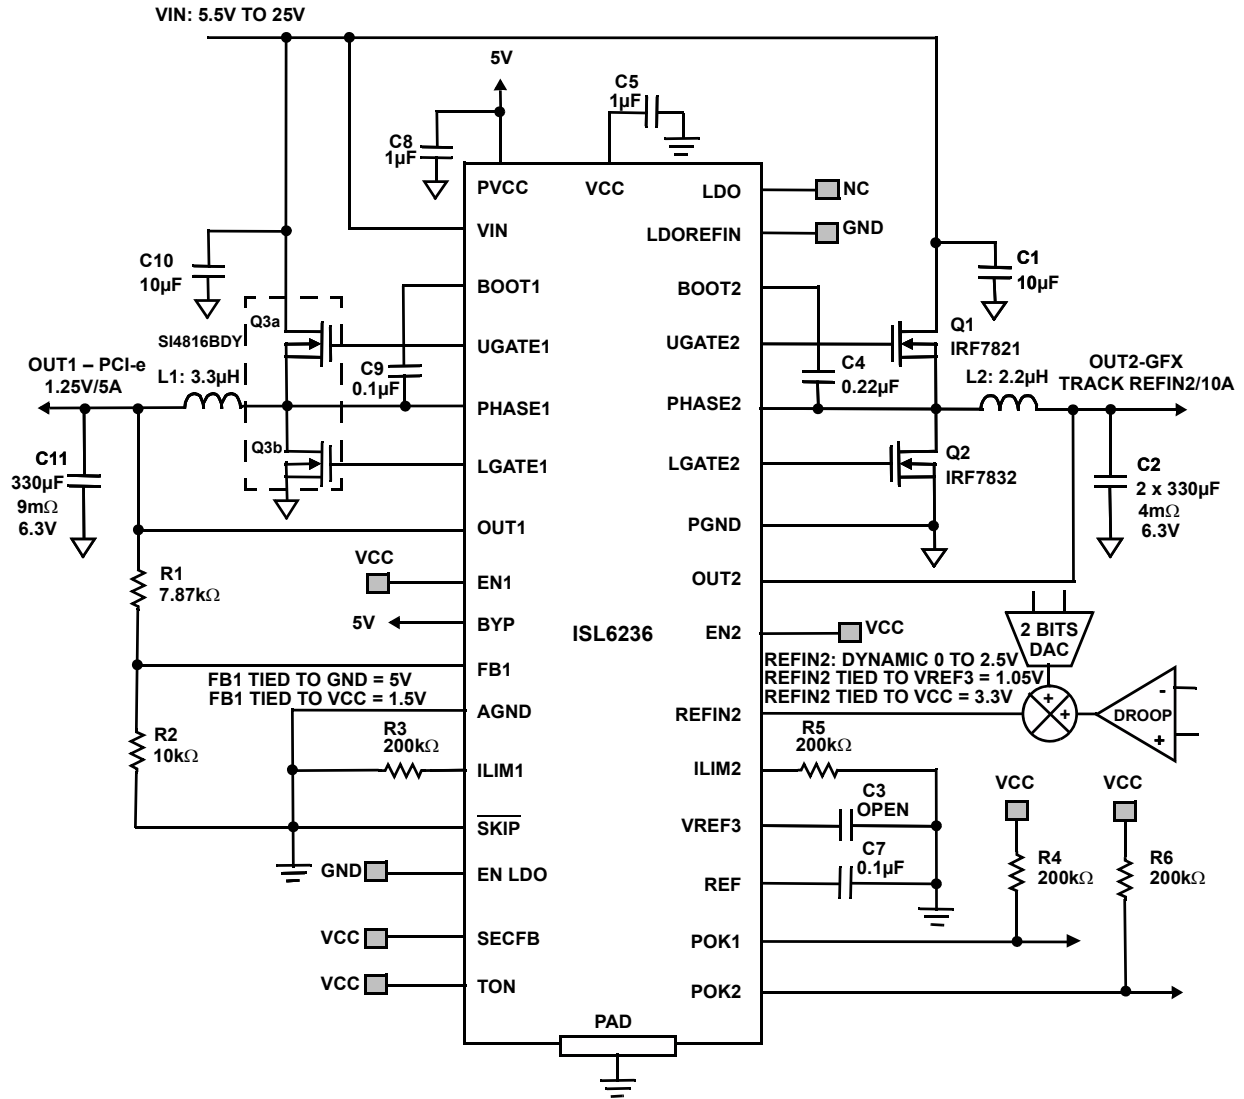 VIN: 5.5V TO 25V
5V
C5
1µF
C8
1µF
PVCC
VCC
LDO
NC
VIN
LDOREFIN
GND
C10
10µF
C1
10µF
BOOT1
BOOT2
Q3a
SI4816BDY
UGATE1
UGATE2
Q1
IRF7821
OUT1 – PCI-e
1.25V/5A
L1: 3.3µH
C9
0.1µF
C4
0.22µF
L2: 2.2µH
OUT2-GFX
TRACK REFIN2/10A
PHASE1
PHASE2
Q3b
LGATE1
LGATE2
Q2
IRF7832
C11
330µF
9mΩ
6.3V
C2
2 x 330µF
4mΩ
6.3V
OUT1
PGND
VCC
EN1
OUT2
R1
7.87kΩ
5V
BYP
ISL6236
EN2
VCC
2 BITS
DAC
FB1
FB1 TIED TO GND = 5V
FB1 TIED TO VCC = 1.5V
REFIN2: DYNAMIC 0 TO 2.5V
REFIN2 TIED TO VREF3 = 1.05V
REFIN2 TIED TO VCC = 3.3V
AGND
REFIN2
+
+
DROOP
-
+
R2
10kΩ
R3
200kΩ
ILIM1
ILIM2
R5
200kΩ
SKIP
VREF3
C3
OPEN
VCC
VCC
GND
EN LDO
REF
C7
0.1µF
R4
200kΩ
R6
200kΩ
VCC
SECFB
POK1
VCC
TON
POK2
PAD